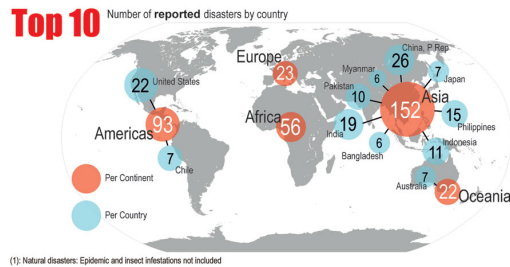 Top 10 Number of reported disasters by country
Europe
23
China, P Rep
26
Myanmar
6
7
Japan
22
United States
Pakistan
10
Asia
152
Africa
56
Americas
93
India
19
15
Philippines
Bangladesh
6
Indonesia
11
7
Chile
Australia
7
22
Oceania
Per Continent
Per Country
(1): Natural disasters: Epidemic and insect infestations not included